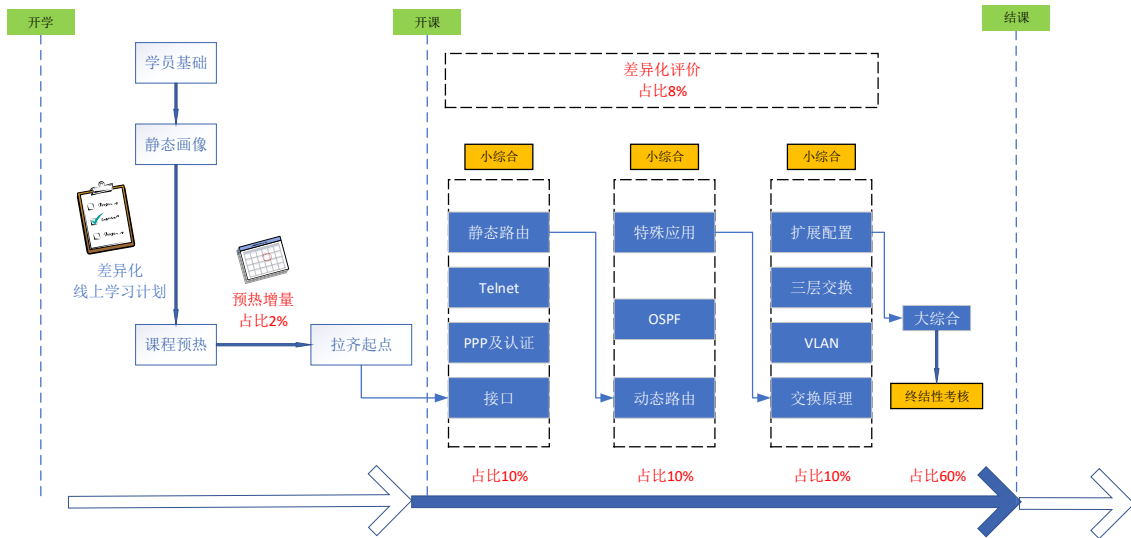 开学
开课
结课
学员基础
静态画像
差异化
线上学习计划
课程预热
预热增量
占比2%
拉齐起点
差异化评价
占比8%
小综合
静态路由
Telnet
PPP及认证
接口
占比10%
小综合
特殊应用
OSPF
动态路由
占比10%
小综合
扩展配置
三层交换
VLAN
交换原理
占比10%
大综合
终结性考核
占比60%